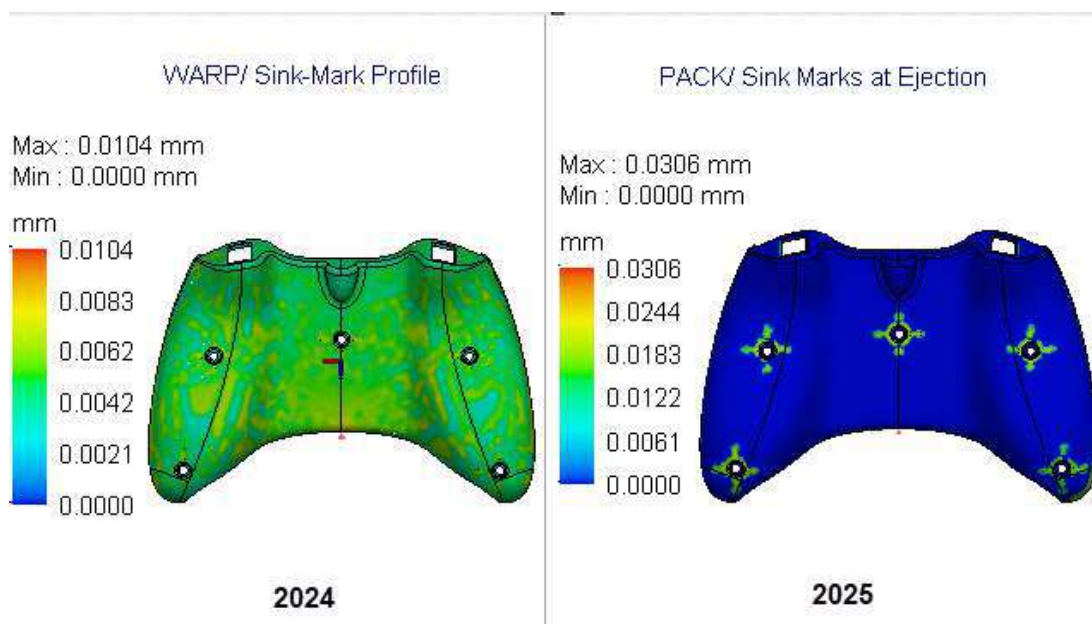 WARP/ Sink-Mark Profile
Max : 0.0104 mm
Min : 0.0000 mm
mm
0.0104
0.0083
0.0062
0.0042
0.0021
0.0000
2024
PACK/ Sink Marks at Ejection
Max : 0.0306 mm
Min : 0.0000 mm
mm
0.0306
0.0244
0.0183
0.0122
0.0061
0.0000
2025